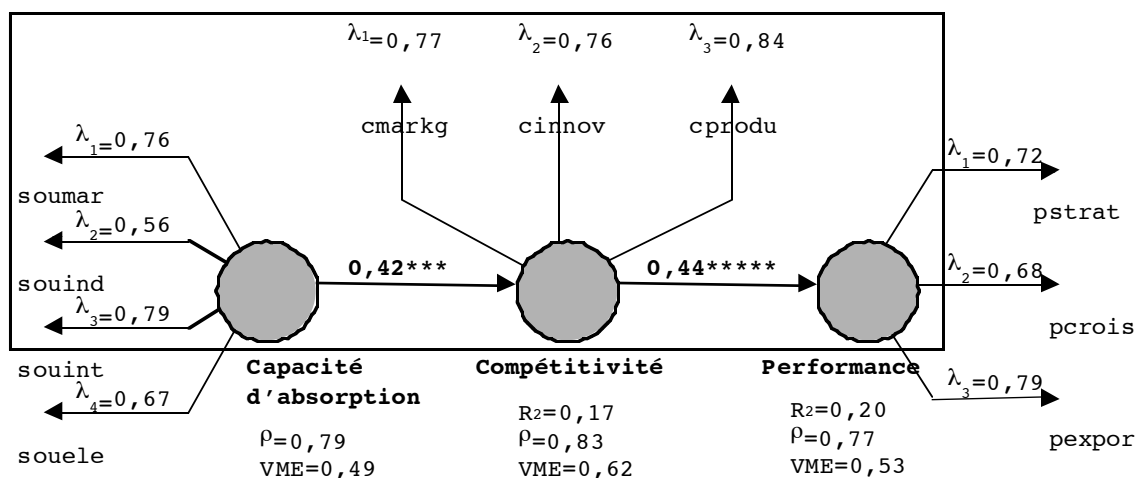 λ1=0,77
λ2=0,76
λ3=0,84
cmarkg
cinnov
cprodu
λ1=0,76
soumar
λ2=0,56
souind
λ3=0,79
souint
λ4=0,67
souele
0,42***
0,44*****
λ1=0,72
pstrat
λ2=0,68
pcrois
λ3=0,79
pexpor
Capacité
d’absorption
ρ=0,79
VME=0,49
Compétitivité
R2=0,17
ρ=0,83
VME=0,62
Performance
R2=0,20
ρ=0,77
VME=0,53